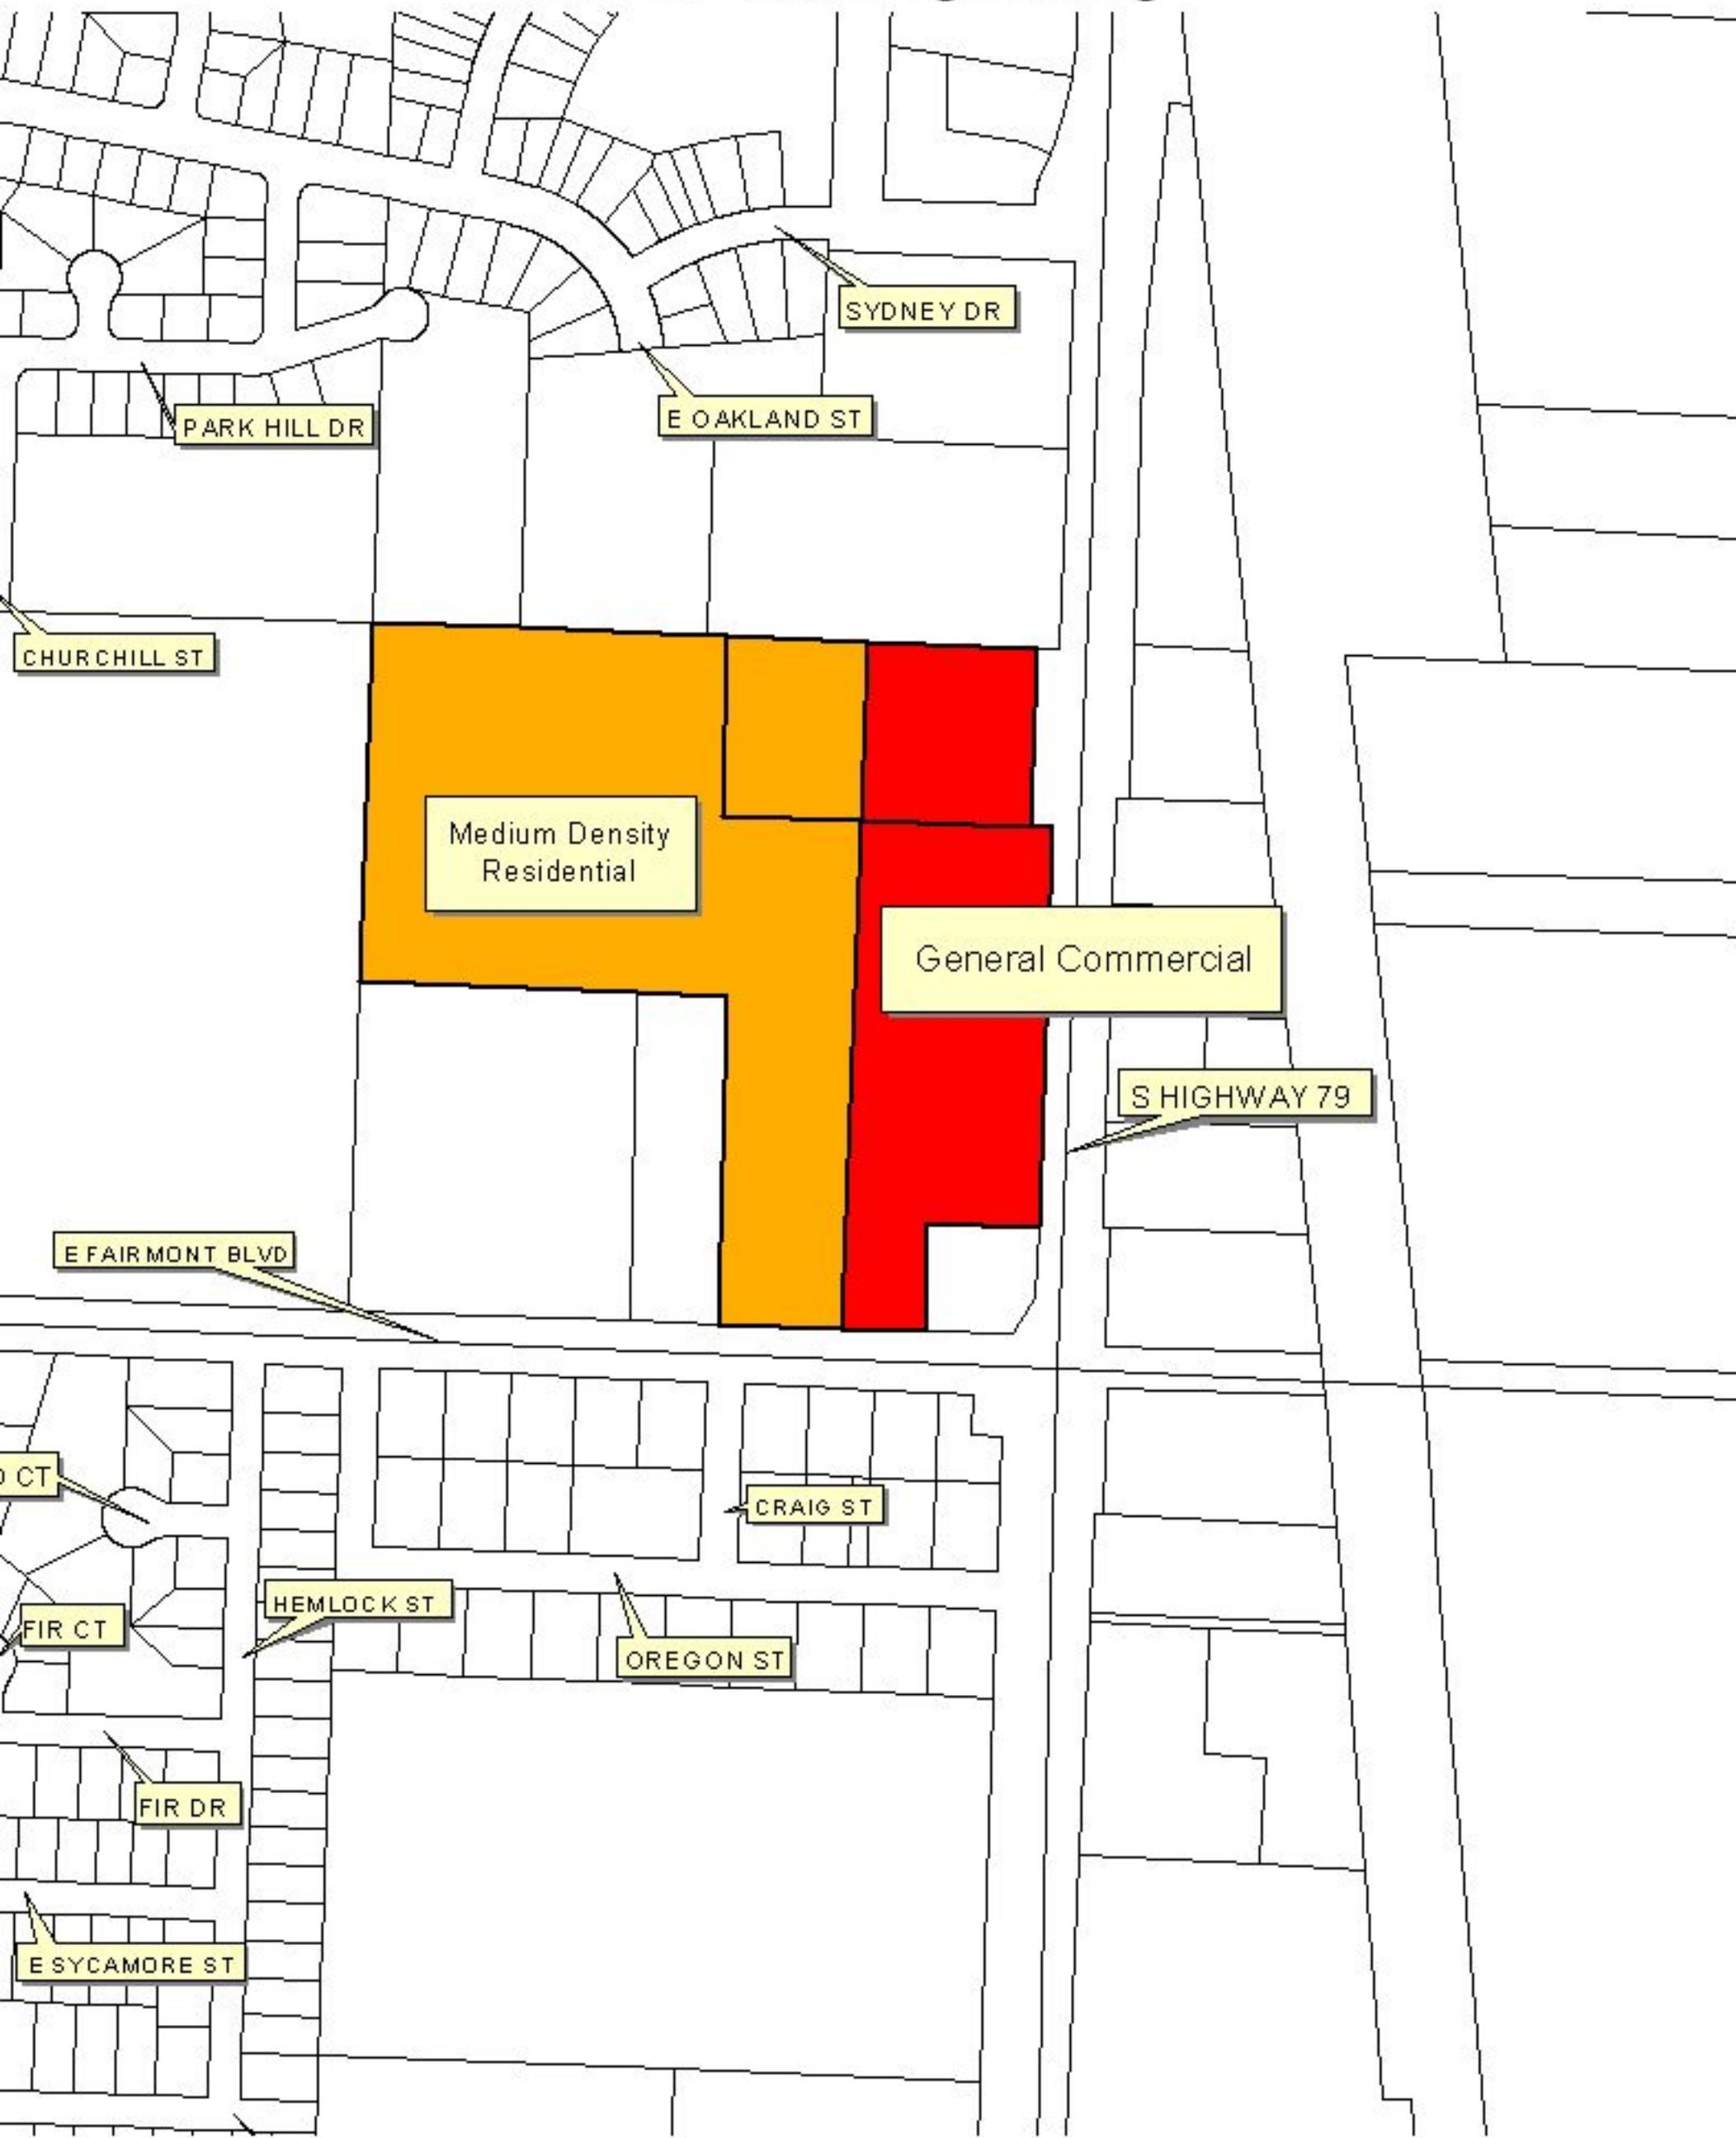 SYDNEY DR
E OAKLAND ST
PARK HILL DR
CHURCHILL ST
Medium Density
Residential
General Commercial
S HIGHWAY 79
E FAIRMONT BLVD
CT
CRAIG ST
HEMLOCK ST
FIR CT
OREGON ST
FIR DR
E SYCAMORE ST